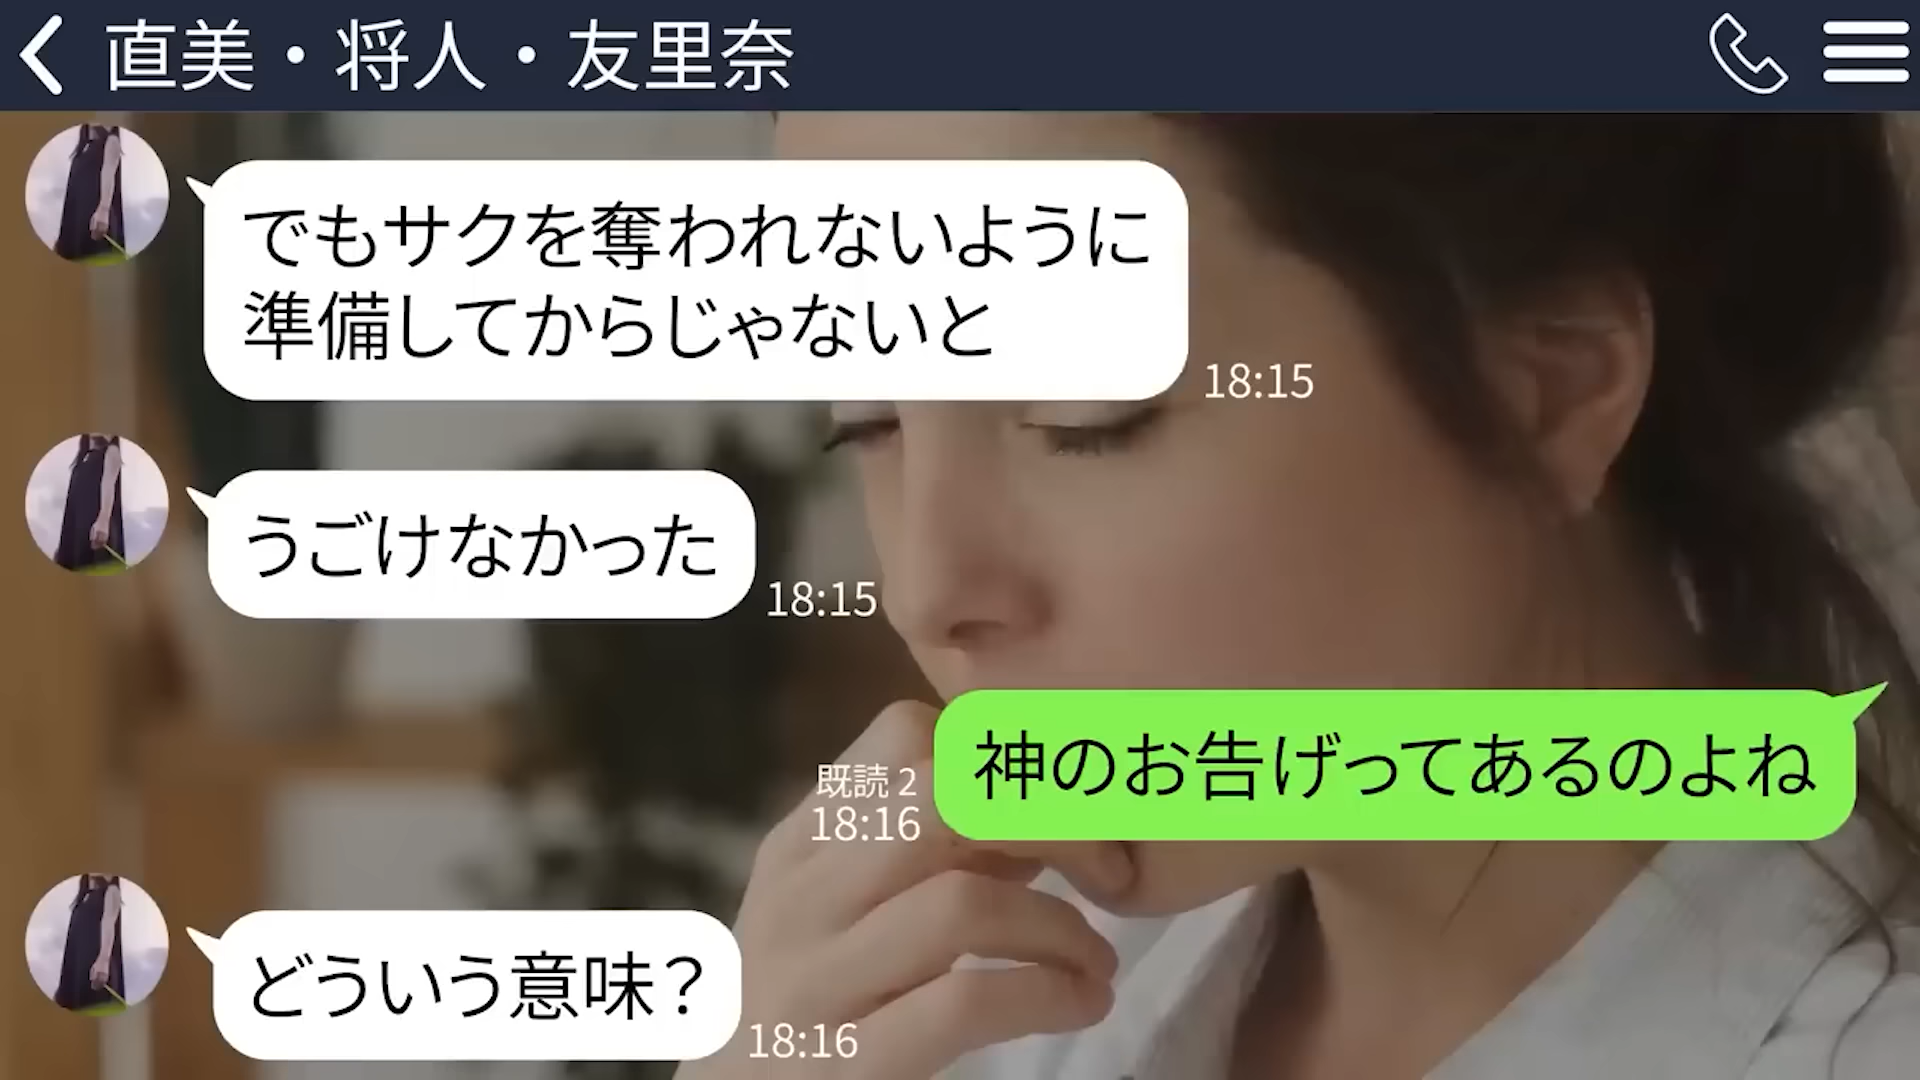 直美・将人・友里奈
でもサクを奪われないように
準備してからじゃないと
18:15
うごけなかった
18:15
神のお告げってあるのよね
既読 2
18:16
どういう意味？
18:16